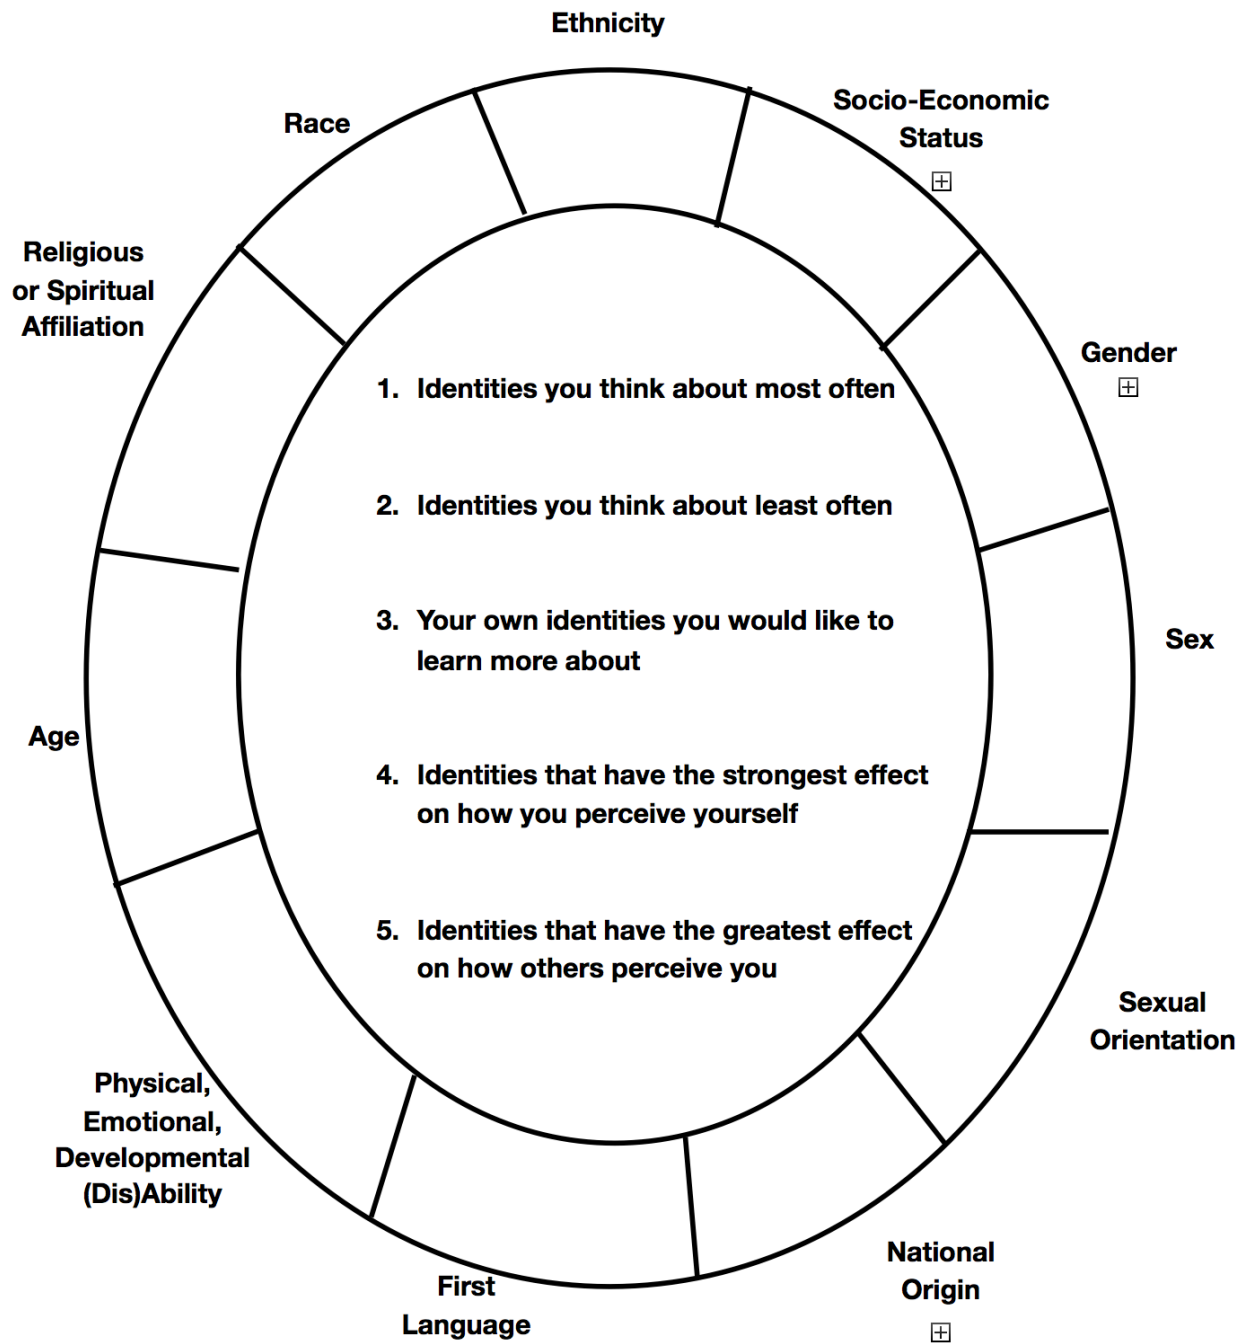 Ethnicity
Socio-Economic
Status
Race
Religious
or Spiritual
Affiliation
Gender
1. Identities you think about most often
2. Identities you think about least often
3. Your own identities you would like to
learn more about
Sex
Age
4. Identities that have the strongest effect
on how you perceive yourself
5. Identities that have the greatest effect
on how others perceive you
Sexual
Orientation
Physical,
Emotional,
Developmental
(Dis)Ability
National
Origin
First
Language